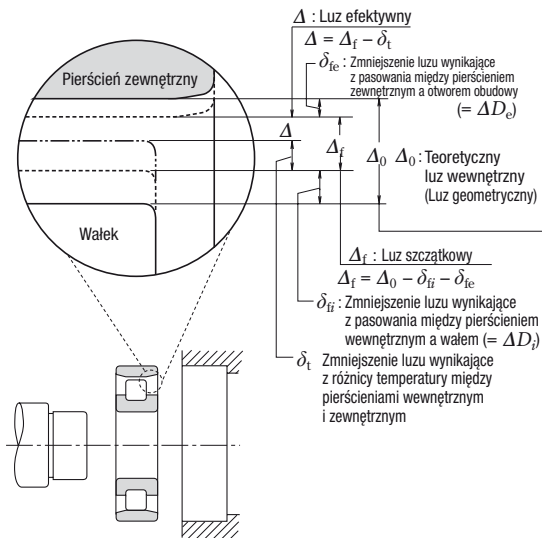 Δ : Luz efektywny
Δ = Δf − δt
δfe : Zmniejszenie luzu wynikające
z pasowania między pierścieniem
zewnętrznym a otworem obudowy
(= ΔDe)
Pierścień zewnętrzny
Δ
Δf
Δ0
Δ0 : Teoretyczny
luz wewnętrzny
(Luz geometryczny)
Wałek
Δf : Luz szczątkowy
Δf = Δ0 − δfi − δfe
δfi : Zmniejszenie luzu wynikające
z pasowania między pierścieniem
wewnętrznym a wałem (= ΔDi)
δt Zmniejszenie luzu wynikające
z różnicy temperatury między
pierścieniami wewnętrznym
i zewnętrznym